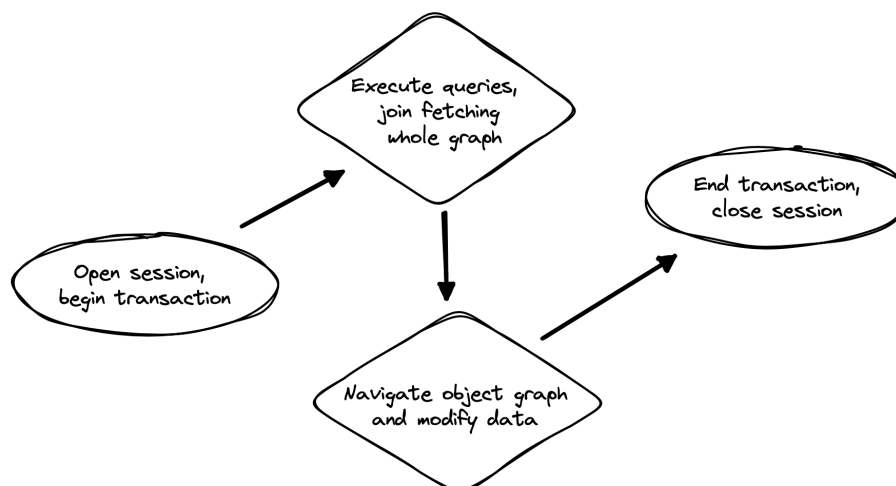 Execute queries,
join fetching
whole graph
End transaction,
close session
Open session,
begin transaction
Navigate object graph
and modify data